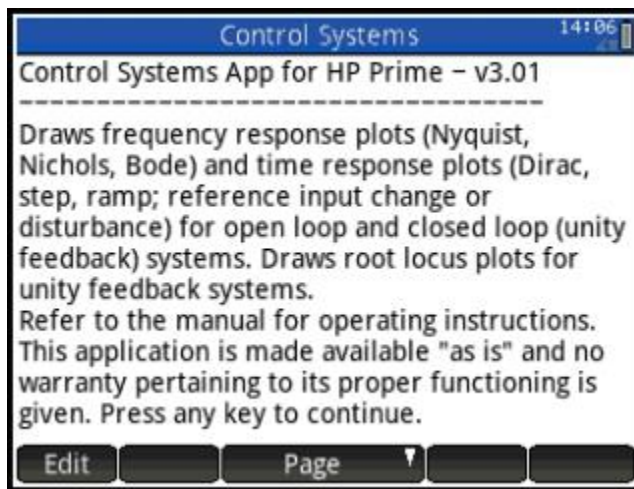 Control Systems
14:06
Control Systems App for HP Prime – v3.01
----------------------------------
Draws frequency response plots (Nyquist,
Nichols, Bode) and time response plots (Dirac,
step, ramp; reference input change or
disturbance) for open loop and closed loop (unity
feedback) systems. Draws root locus plots for
unity feedback systems.
Refer to the manual for operating instructions.
This application is made available "as is" and no
warranty pertaining to its proper functioning is
given. Press any key to continue.
Edit Page